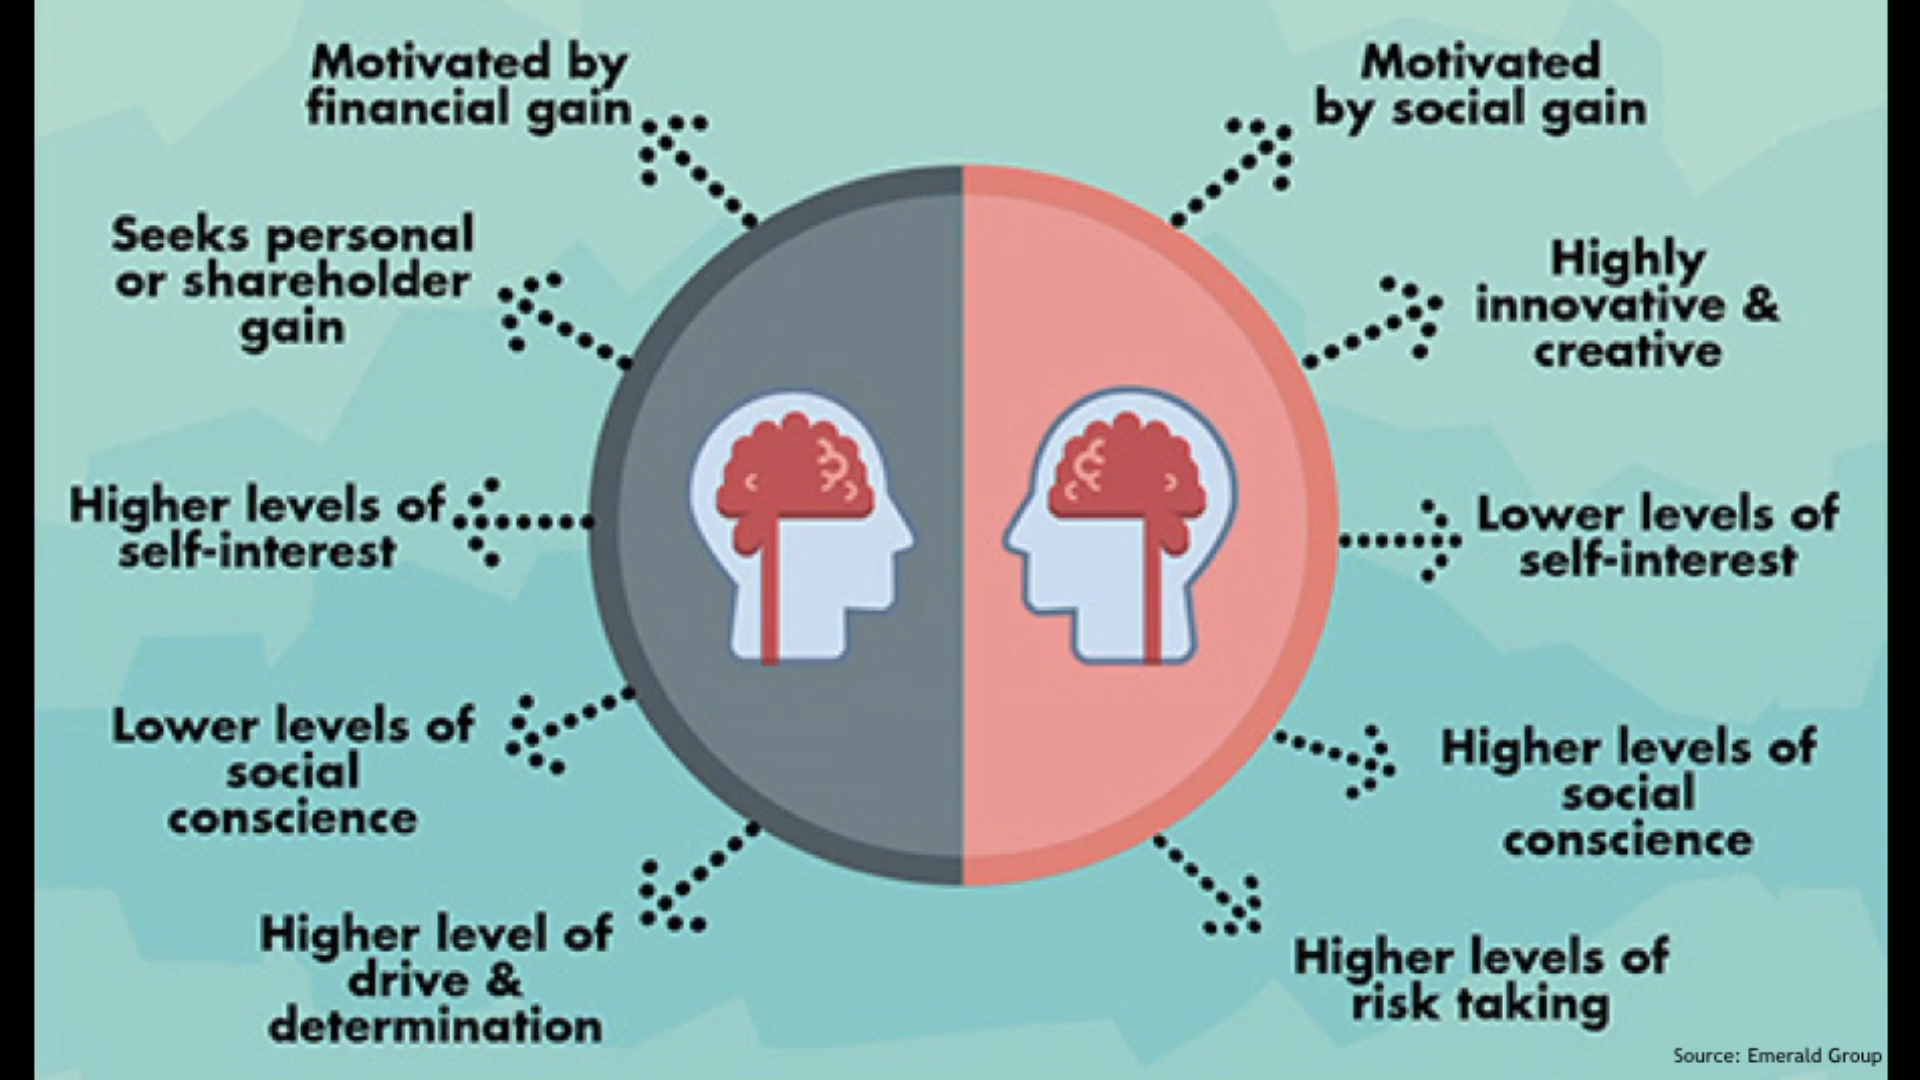 Motivated by
financial gain
Seeks personal
or shareholder
gain
Higher levels of
self-interest
Lower levels of
social
conscience
Higher level of
drive &
determination
Motivated
by social gain
Highly
innovative &
creative
Lower levels of
self-interest
Higher levels of
social
conscience
Higher levels of
risk taking
Source: Emerald Group